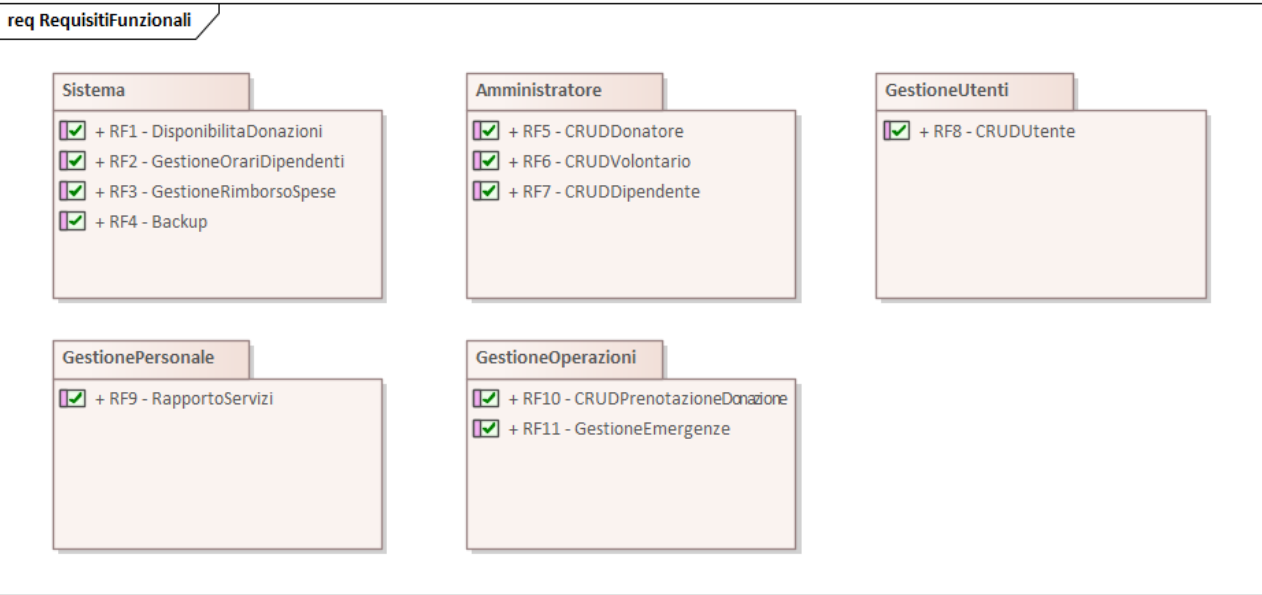 req RequisitiFunzionali
Sistema
+ RF1 - DisponibilitaDonazioni
+ RF2 - GestioneOrariDipendenti
+ RF3 - GestioneRimborsoSpese
+ RF4 - Backup
Amministratore
+ RF5 - CRUDDonatore
+ RF6 - CRUDVolontario
+ RF7 - CRUDDipendente
GestioneUtenti
+ RF8 - CRUDUtente
GestionePersonale
+ RF9 - RapportoServizi
GestioneOperazioni
+ RF10 - CRUDPrenotazioneDonazione
+ RF11 - GestioneEmergenze